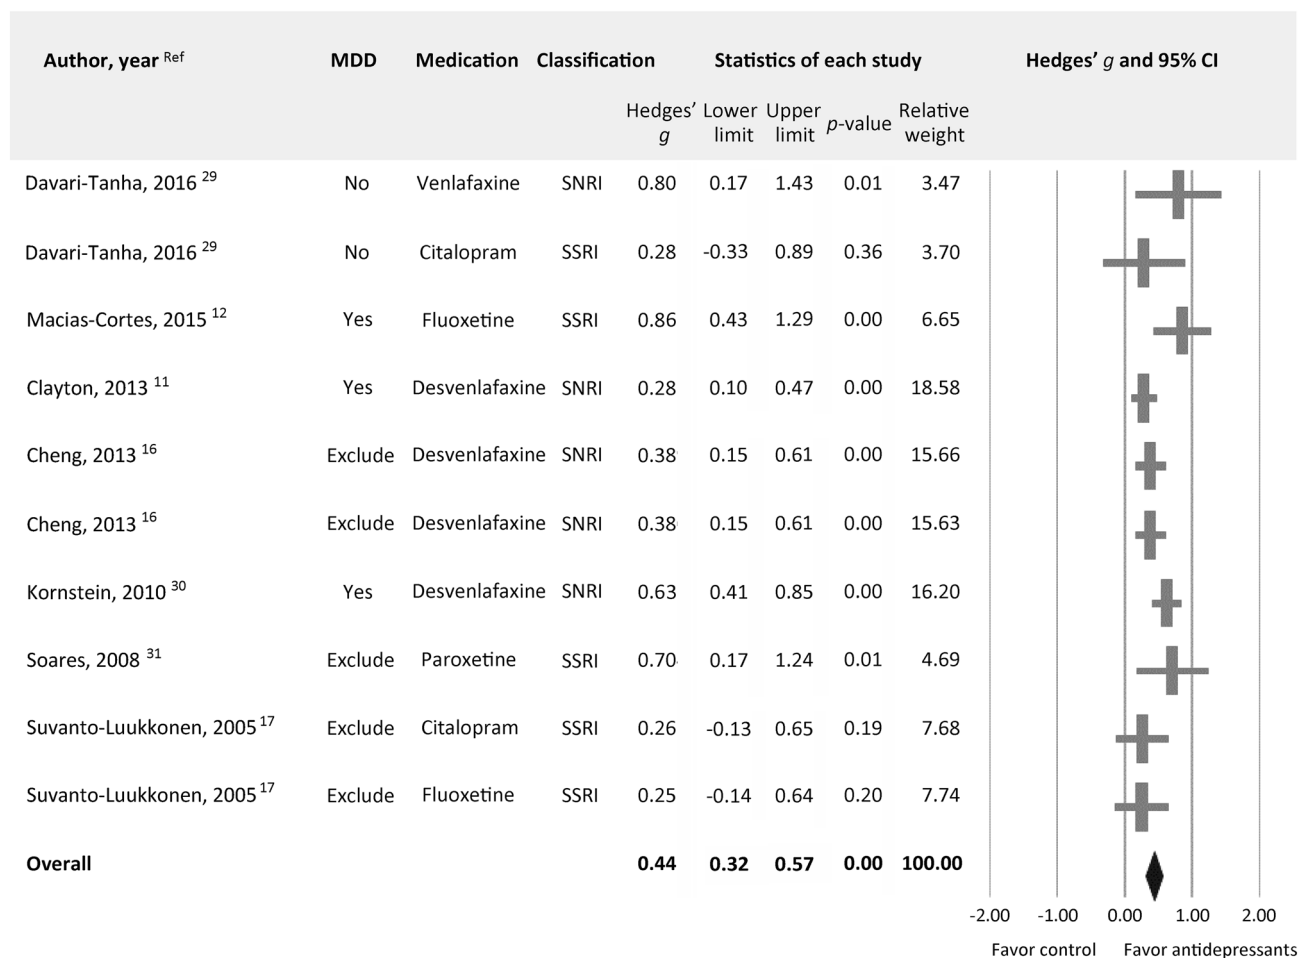 Author, year Ref MDD Medication Classification Statistics of each study Hedges' g and 95% CI
Hedges' g Lower limit Upper limit p-value Relative weight
Davari-Tanha, 2016 29 No Venlafaxine SNRI 0.80 0.17 1.43 0.01 3.47
Davari-Tanha, 2016 29 No Citalopram SSRI 0.28 -0.33 0.89 0.36 3.70
Macias-Cortes, 2015 12 Yes Fluoxetine SSRI 0.86 0.43 1.29 0.00 6.65
Clayton, 2013 11 Yes Desvenlafaxine SNRI 0.28 0.10 0.47 0.00 18.58
Cheng, 2013 16 Exclude Desvenlafaxine SNRI 0.38 0.15 0.61 0.00 15.66
Cheng, 2013 16 Exclude Desvenlafaxine SNRI 0.38 0.15 0.61 0.00 15.63
Kornstein, 2010 30 Yes Desvenlafaxine SNRI 0.63 0.41 0.85 0.00 16.20
Soares, 2008 31 Exclude Paroxetine SSRI 0.70 0.17 1.24 0.01 4.69
Suvanto-Luukkonen, 2005 17 Exclude Citalopram SSRI 0.26 -0.13 0.65 0.19 7.68
Suvanto-Luukkonen, 2005 17 Exclude Fluoxetine SSRI 0.25 -0.14 0.64 0.20 7.74
Overall 0.44 0.32 0.57 0.00 100.00
-2.00 -1.00 0.00 1.00 2.00
Favor control Favor antidepressants